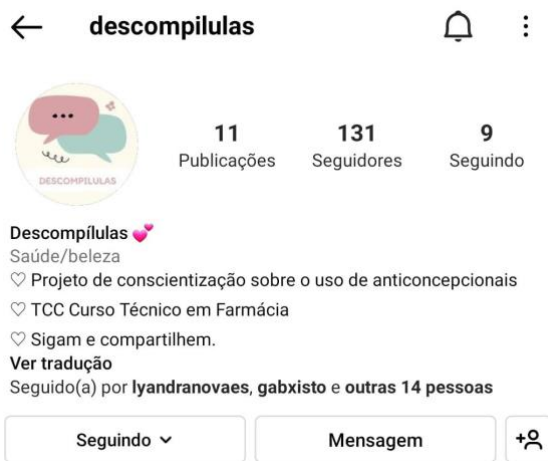 descompilulas
DESCOMPILULAS
11 131 9
Publicações Seguidores Seguindo
Descompílulas 💕
Saúde/beleza
♡ Projeto de conscientização sobre o uso de anticoncepcionais
♡ TCC Curso Técnico em Farmácia
♡ Sigam e compartilhem.
Ver tradução
Seguido(a) por lyandranovaes, gabxisto e outras 14 pessoas
Seguindo Mensagem